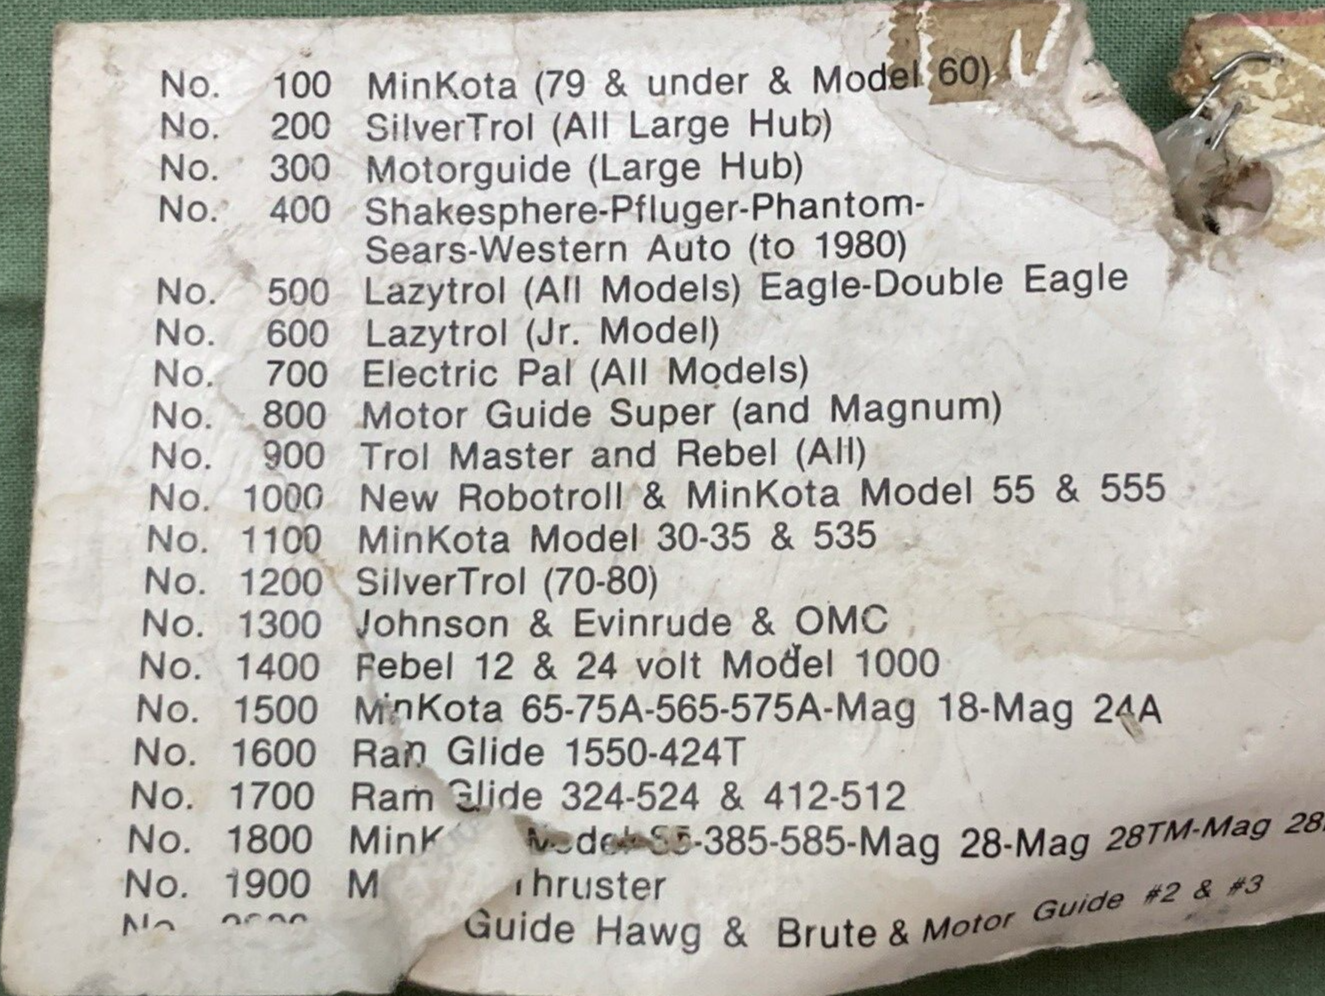 No. 100 MinKota (79 & under & Model 60)
No. 200 SilverTrol (All Large Hub)
No. 300 Motorguide (Large Hub)
No. 400 Shakesphere-Pfluger-Phantom-
Sears-Western Auto (to 1980)
No. 500 Lazytrol (All Models) Eagle-Double Eagle
No. 600 Lazytrol (Jr. Model)
No. 700 Electric Pal (All Models)
No. 800 Motor Guide Super (and Magnum)
No. 900 Trol Master and Rebel (All)
No. 1000 New Robotroll & MinKota Model 55 & 555
No. 1100 MinKota Model 30-35 & 535
No. 1200 SilverTrol (70-80)
No. 1300 Johnson & Evinrude & OMC
No. 1400 Rebel 12 & 24 volt Model 1000
No. 1500 MinKota 65-75A-565-575A-Mag 18-Mag 24A
No. 1600 Ram Glide 1550-424T
No. 1700 Ram Glide 324-524 & 412-512
No. 1800 MinK Model 385-585-Mag 28-Mag 28TM-Mag 28
No. 1900 M Thruster
No. Guide Hawg & Brute & Motor Guide #2 & #3